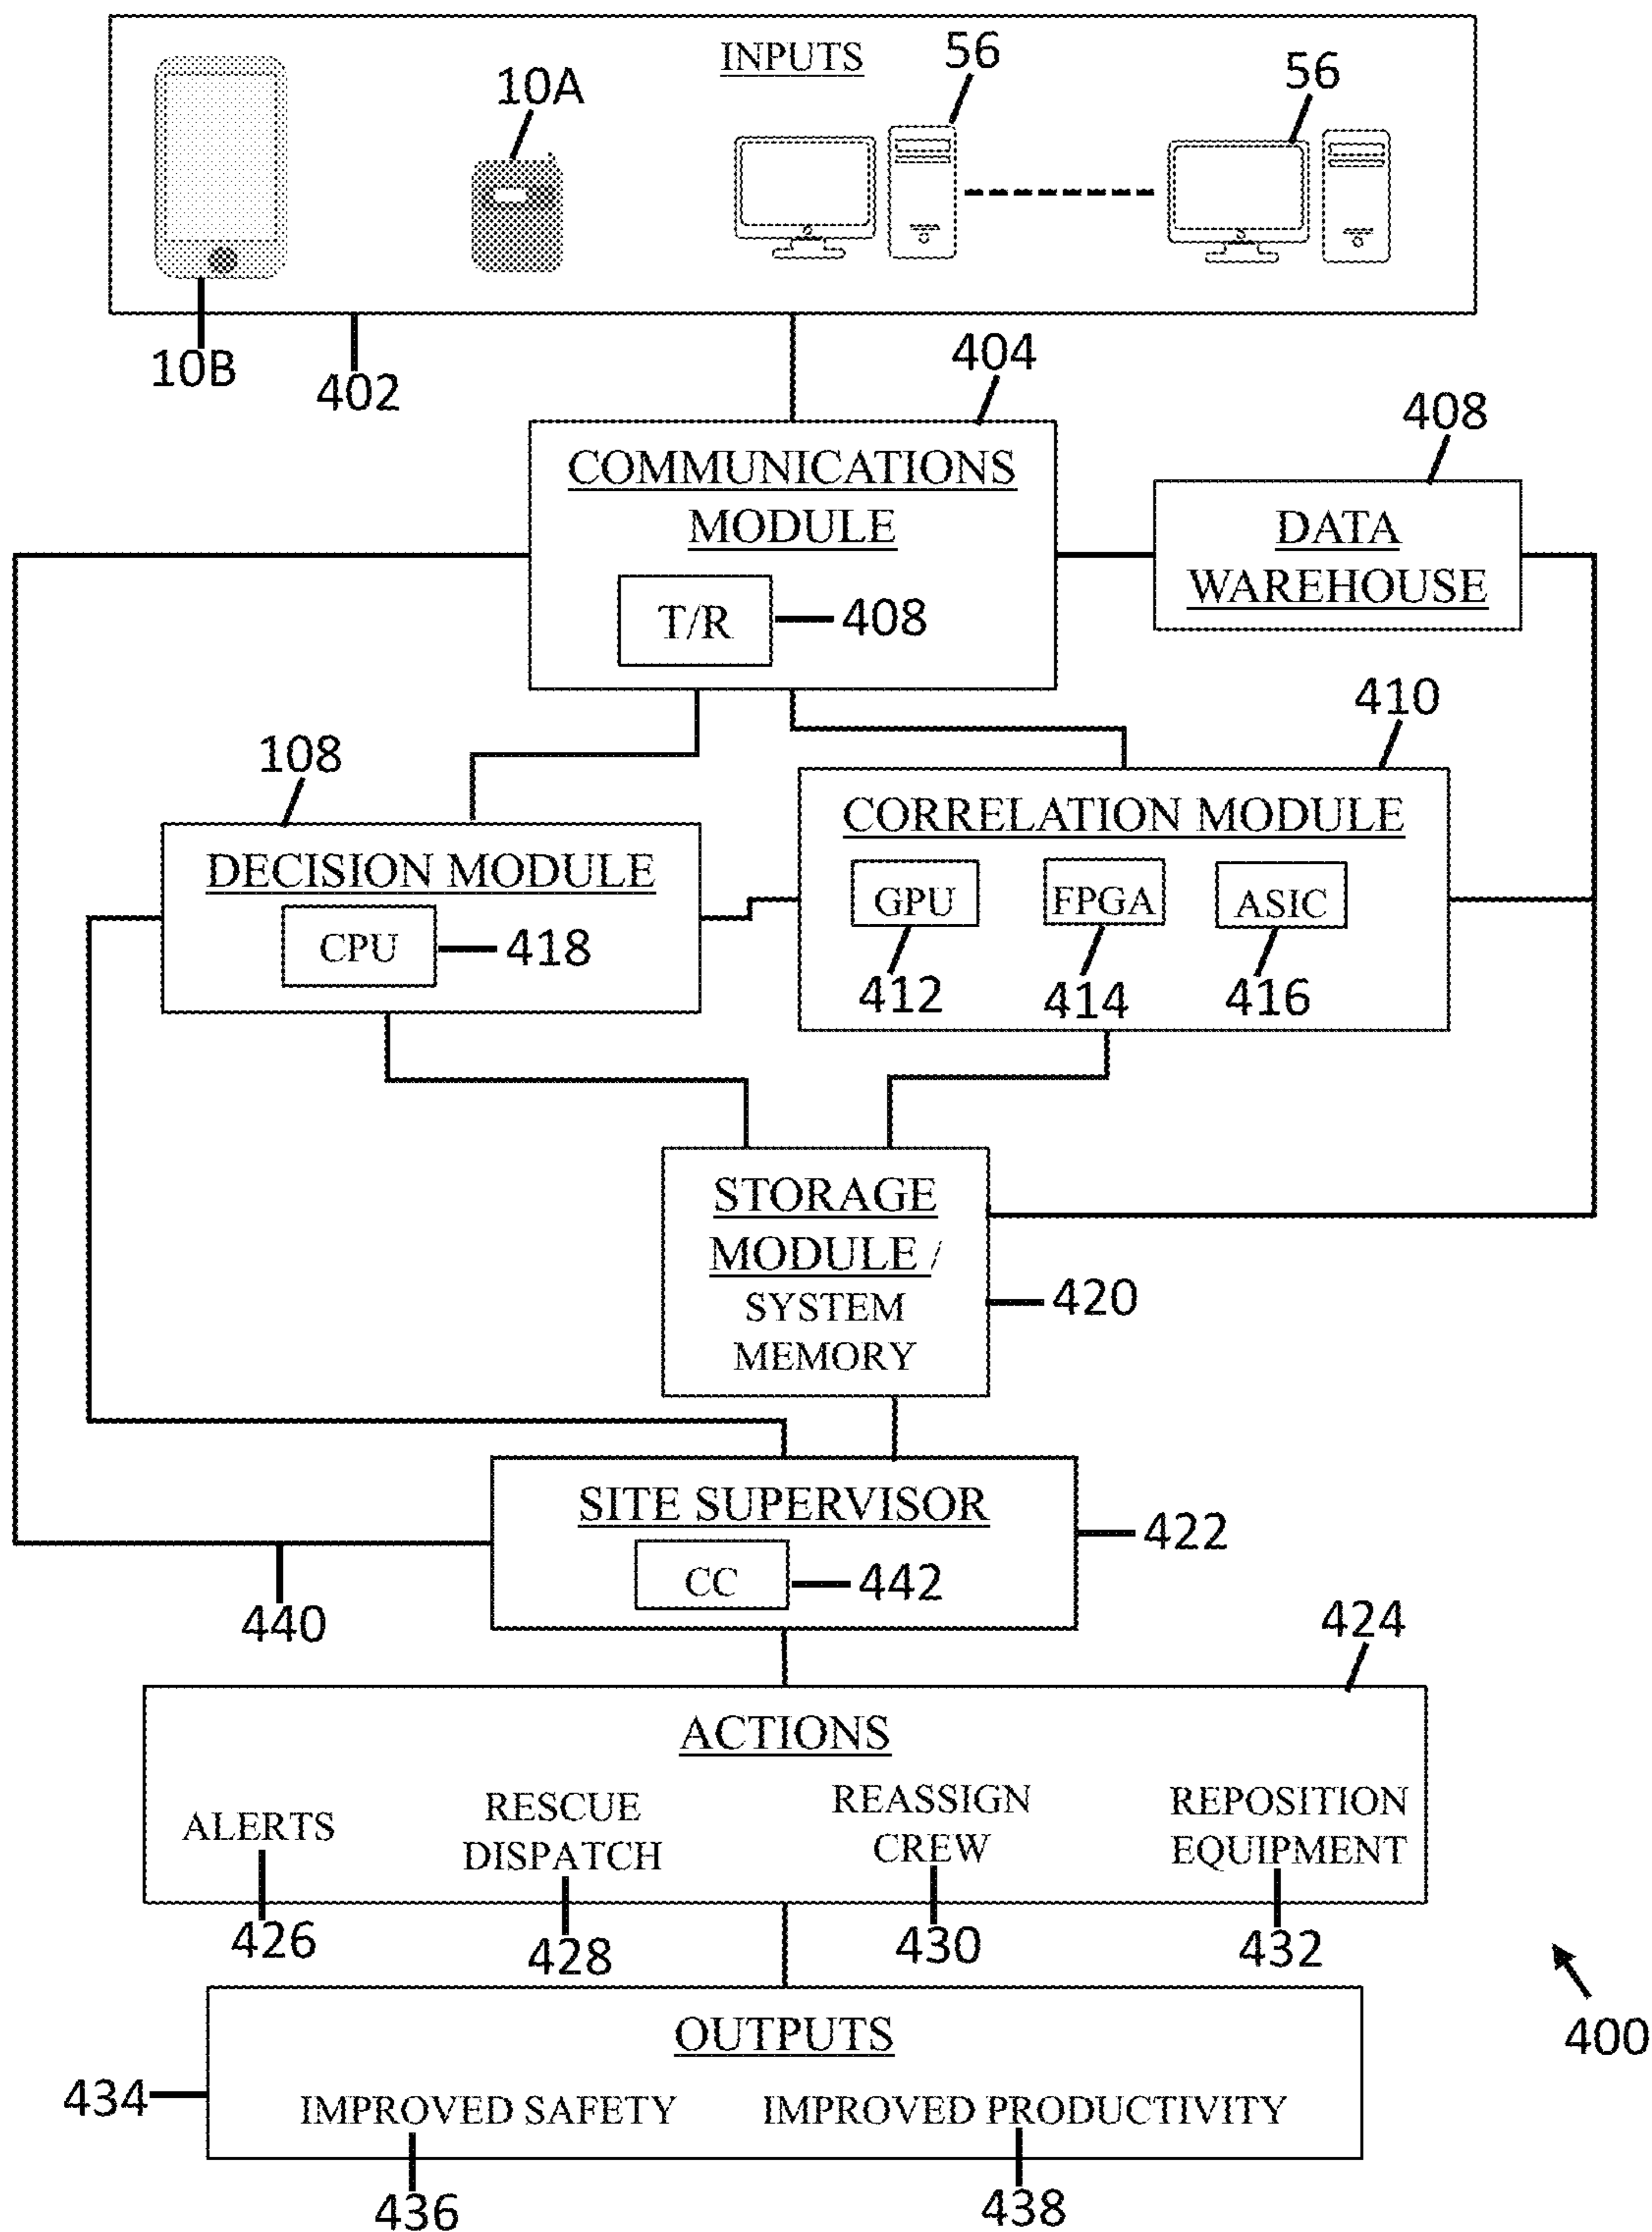 INPUTS
56
56
10A
10B
402
404
408
COMMUNICATIONS
MODULE
T/R
408
DATA
WAREHOUSE
410
108
CORRELATION MODULE
GPU
FPGA
ASIC
412
414
416
DECISION MODULE
CPU
418
STORAGE
MODULE /
SYSTEM
MEMORY
420
SITE SUPERVISOR
CC
442
422
440
424
ACTIONS
ALERTS
RESCUE
DISPATCH
REASSIGN
CREW
REPOSITION
EQUIPMENT
426
428
430
432
400
OUTPUTS
434
IMPROVED SAFETY
IMPROVED PRODUCTIVITY
436
438